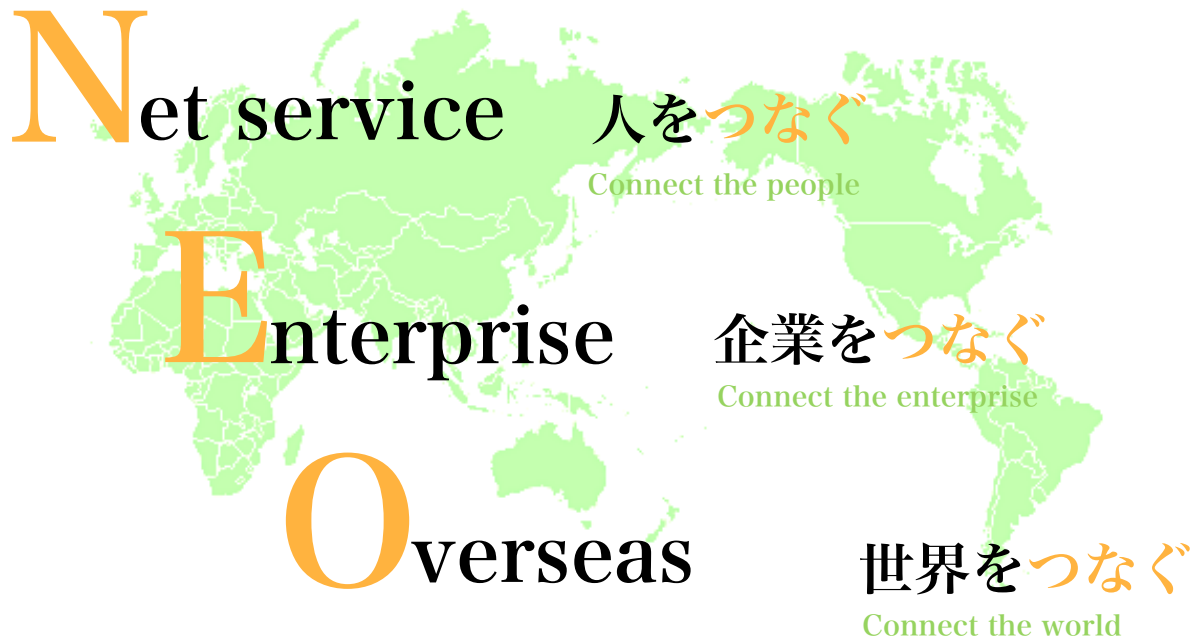 Net service
人をつなぐ
Connect the people
Enterprise
企業をつなぐ
Connect the enterprise
Overseas
世界をつなぐ
Connect the world